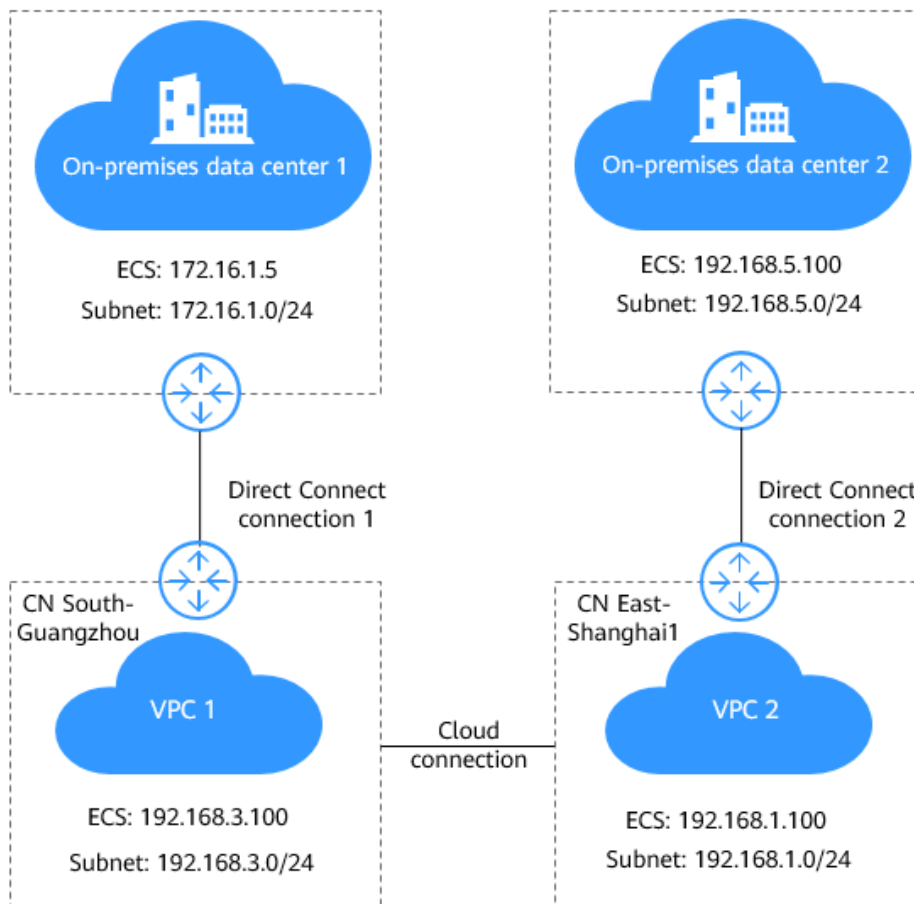 On-premises data center 1
ECS: 172.16.1.5
Subnet: 172.16.1.0/24
On-premises data center 2
ECS: 192.168.5.100
Subnet: 192.168.5.0/24
Direct Connect
connection 1
Direct Connect
connection 2
CN South-
Guangzhou
VPC 1
ECS: 192.168.3.100
Subnet: 192.168.3.0/24
Cloud
connection
CN East-
Shanghai1
VPC 2
ECS: 192.168.1.100
Subnet: 192.168.1.0/24